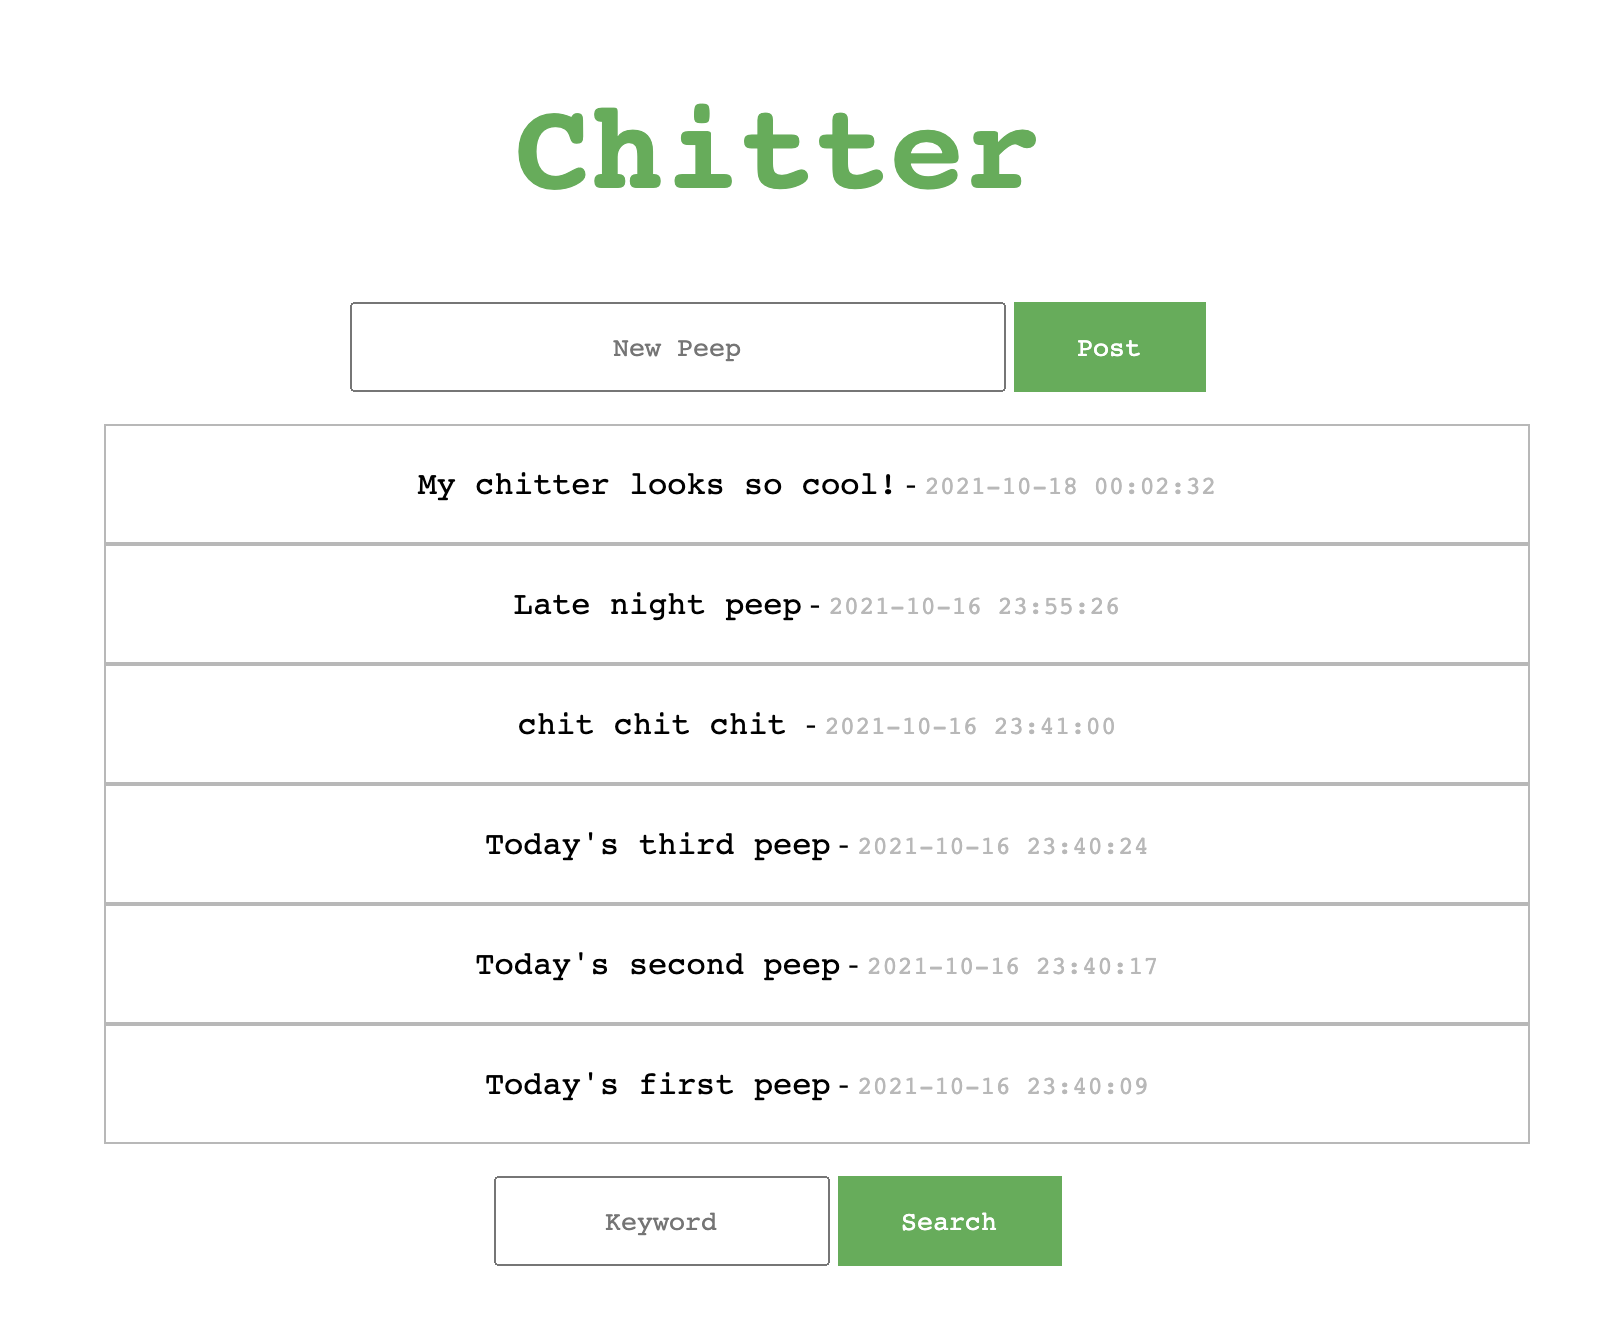 Chitter
New Peep Post
My chitter looks so cool! - 2021-10-18 00:02:32
Late night peep - 2021-10-16 23:55:26
chit chit chit - 2021-10-16 23:41:00
Today's third peep - 2021-10-16 23:40:24
Today's second peep - 2021-10-16 23:40:17
Today's first peep - 2021-10-16 23:40:09
Keyword Search